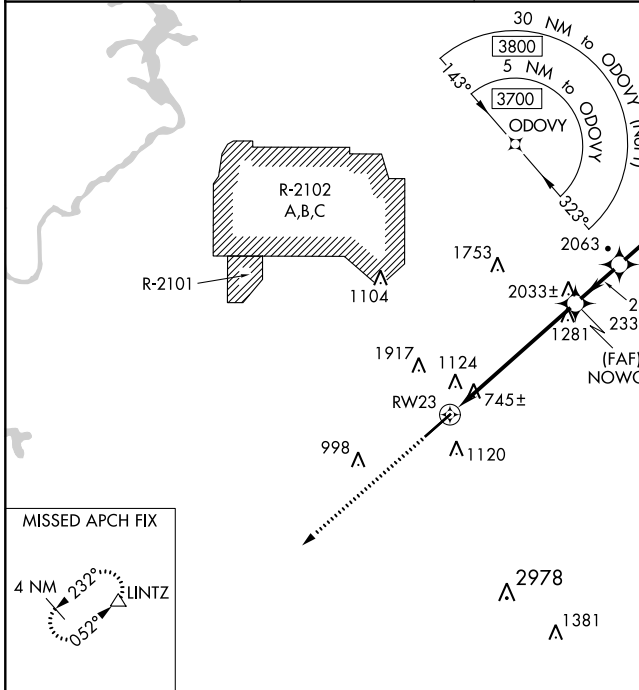 30 NM to ODOVY (NoPT)
3800
5 NM to ODOVY
3700
143°
ODOVY
323°
R-2102
A,B,C
R-2101
1104
1753
2063
2033±
1281
2
233
(FAF)
1917
1124
RW23
745±
998
1120
MISSED APCH FIX
4 NM
232°
LINTZ
052°
2978
1381